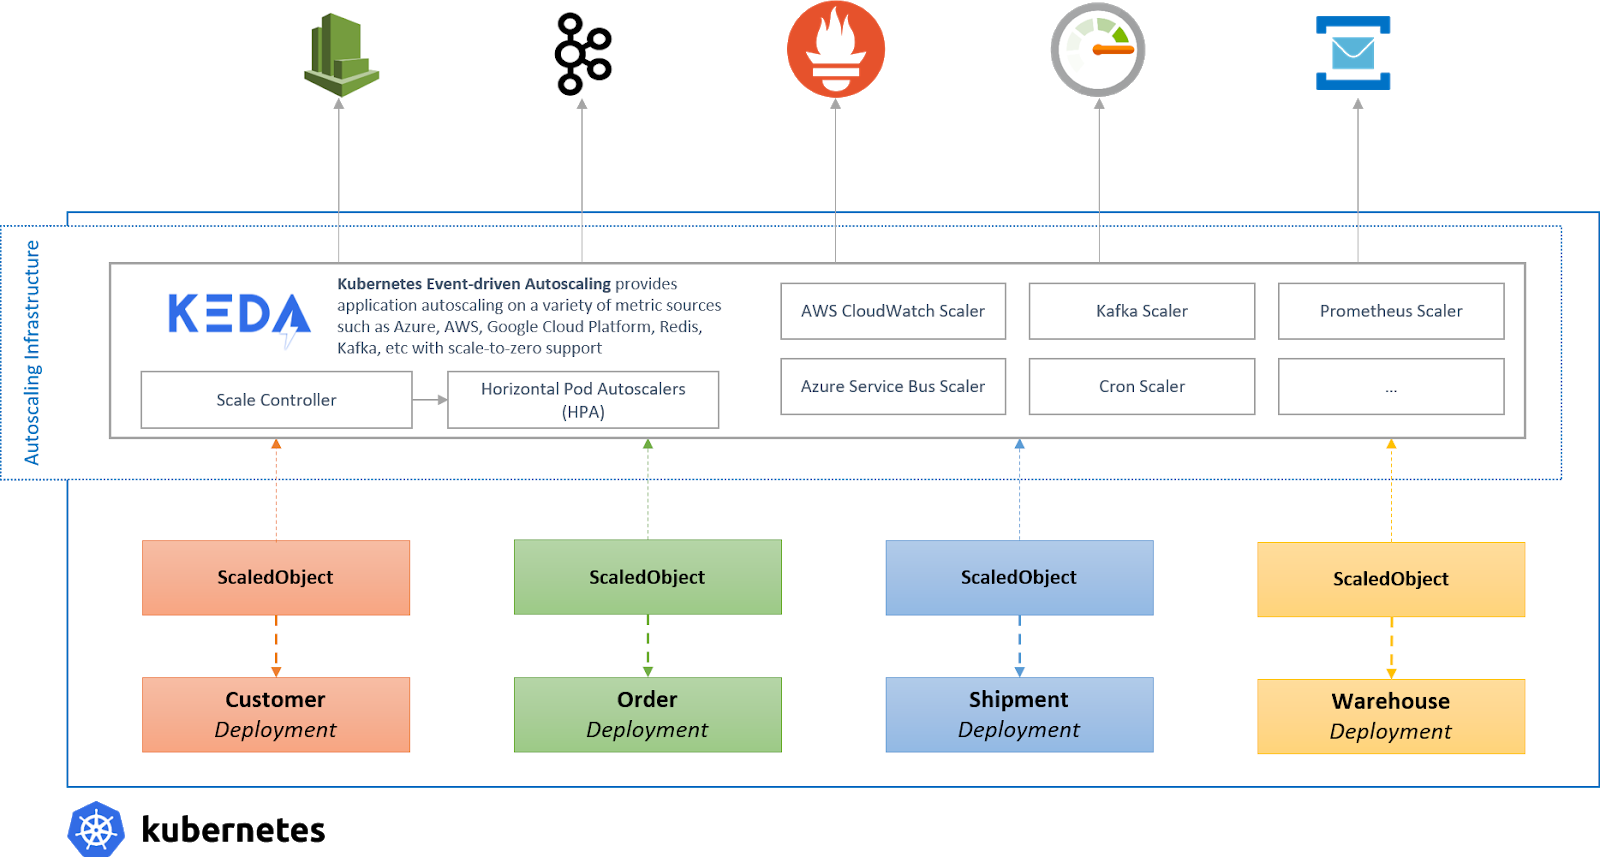 Autoscaling Infrastructure
KEDA
Kubernetes Event-driven Autoscaling provides
application autoscaling on a variety of metric sources
such as Azure, AWS, Google Cloud Platform, Redis,
Kafka, etc with scale-to-zero support
Scale Controller
Horizontal Pod Autoscalers
(HPA)
AWS CloudWatch Scaler
Kafka Scaler
Prometheus Scaler
Azure Service Bus Scaler
Cron Scaler
...
ScaledObject
ScaledObject
ScaledObject
ScaledObject
Customer
Deployment
Order
Deployment
Shipment
Deployment
Warehouse
Deployment
kubernetes